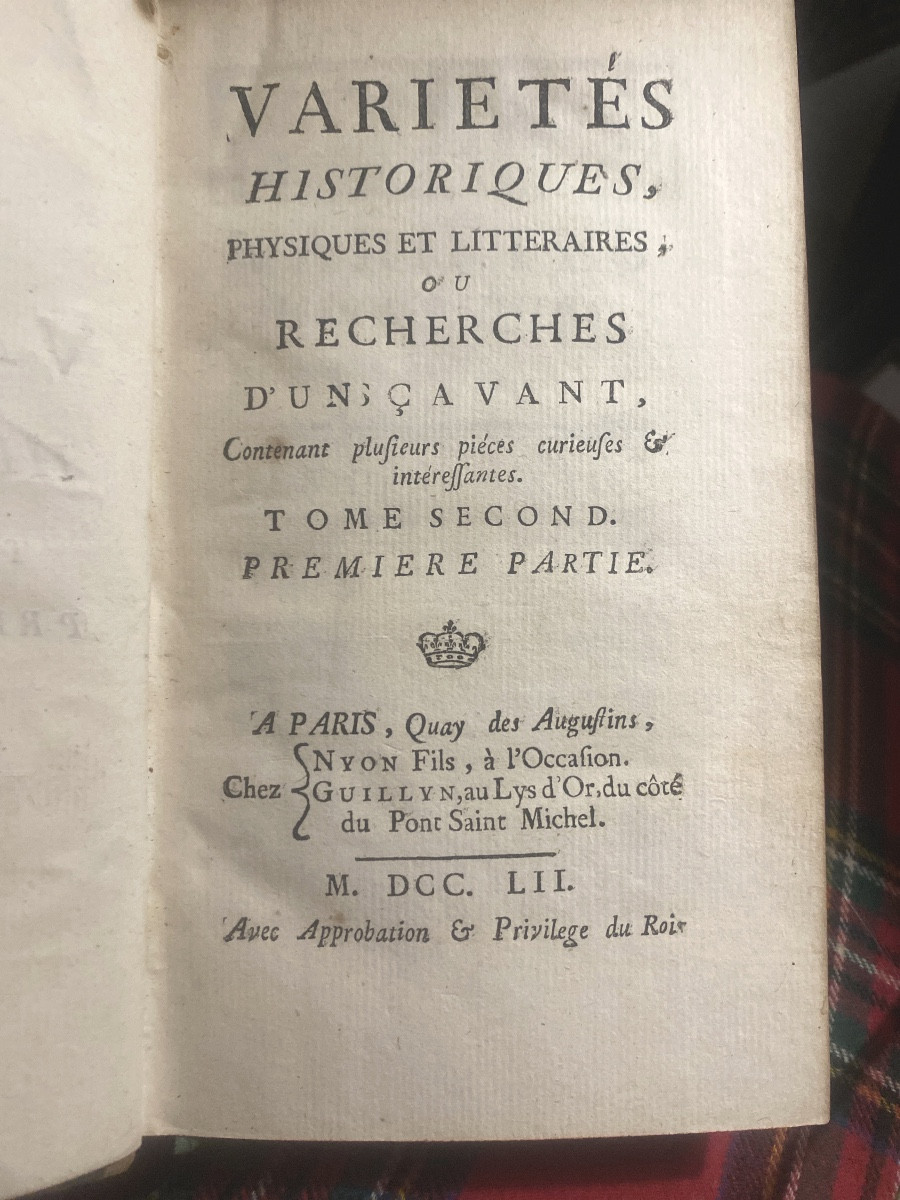 VARIETÉS
HISTORIQUES,
PHYSIQUES ET LITTERAIRES,
OU
RECHERCHES
D'UN SÇAVANT,
Contenant pluſieurs piéces curieuſes &
intéreſſantes.
TOME SECOND.
PREMIERE PARTIE.
A PARIS, Quay des Auguſtins,
NYON Fils, à l'Occaſion.
Chez GUILLYN, au Lys d'Or, du côté
du Pont Saint Michel.
M. DCC. LII.
Avec Approbation & Privilege du Roi.